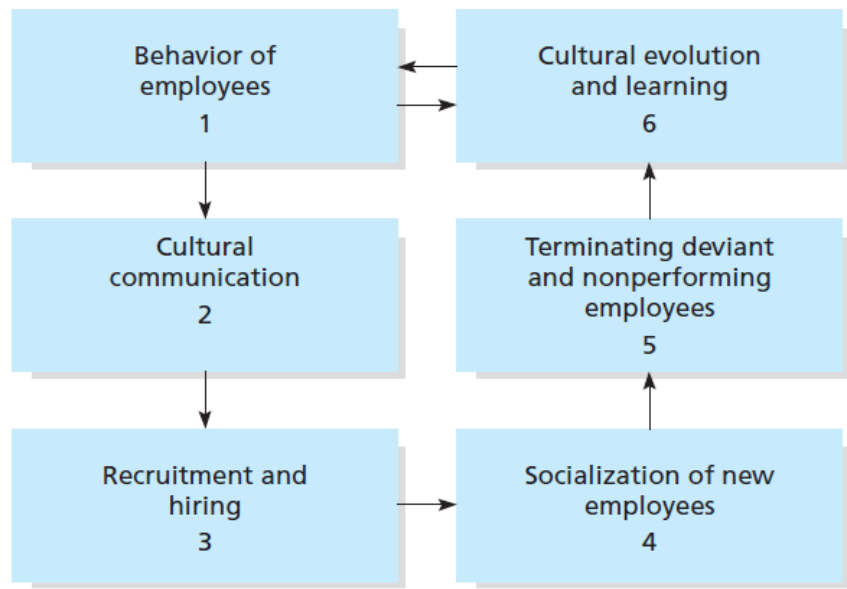 Behavior of
employees
1
Cultural
communication
2
Recruitment and
hiring
3
Socialization of new
employees
4
Terminating deviant
and nonperforming
employees
5
Cultural evolution
and learning
6